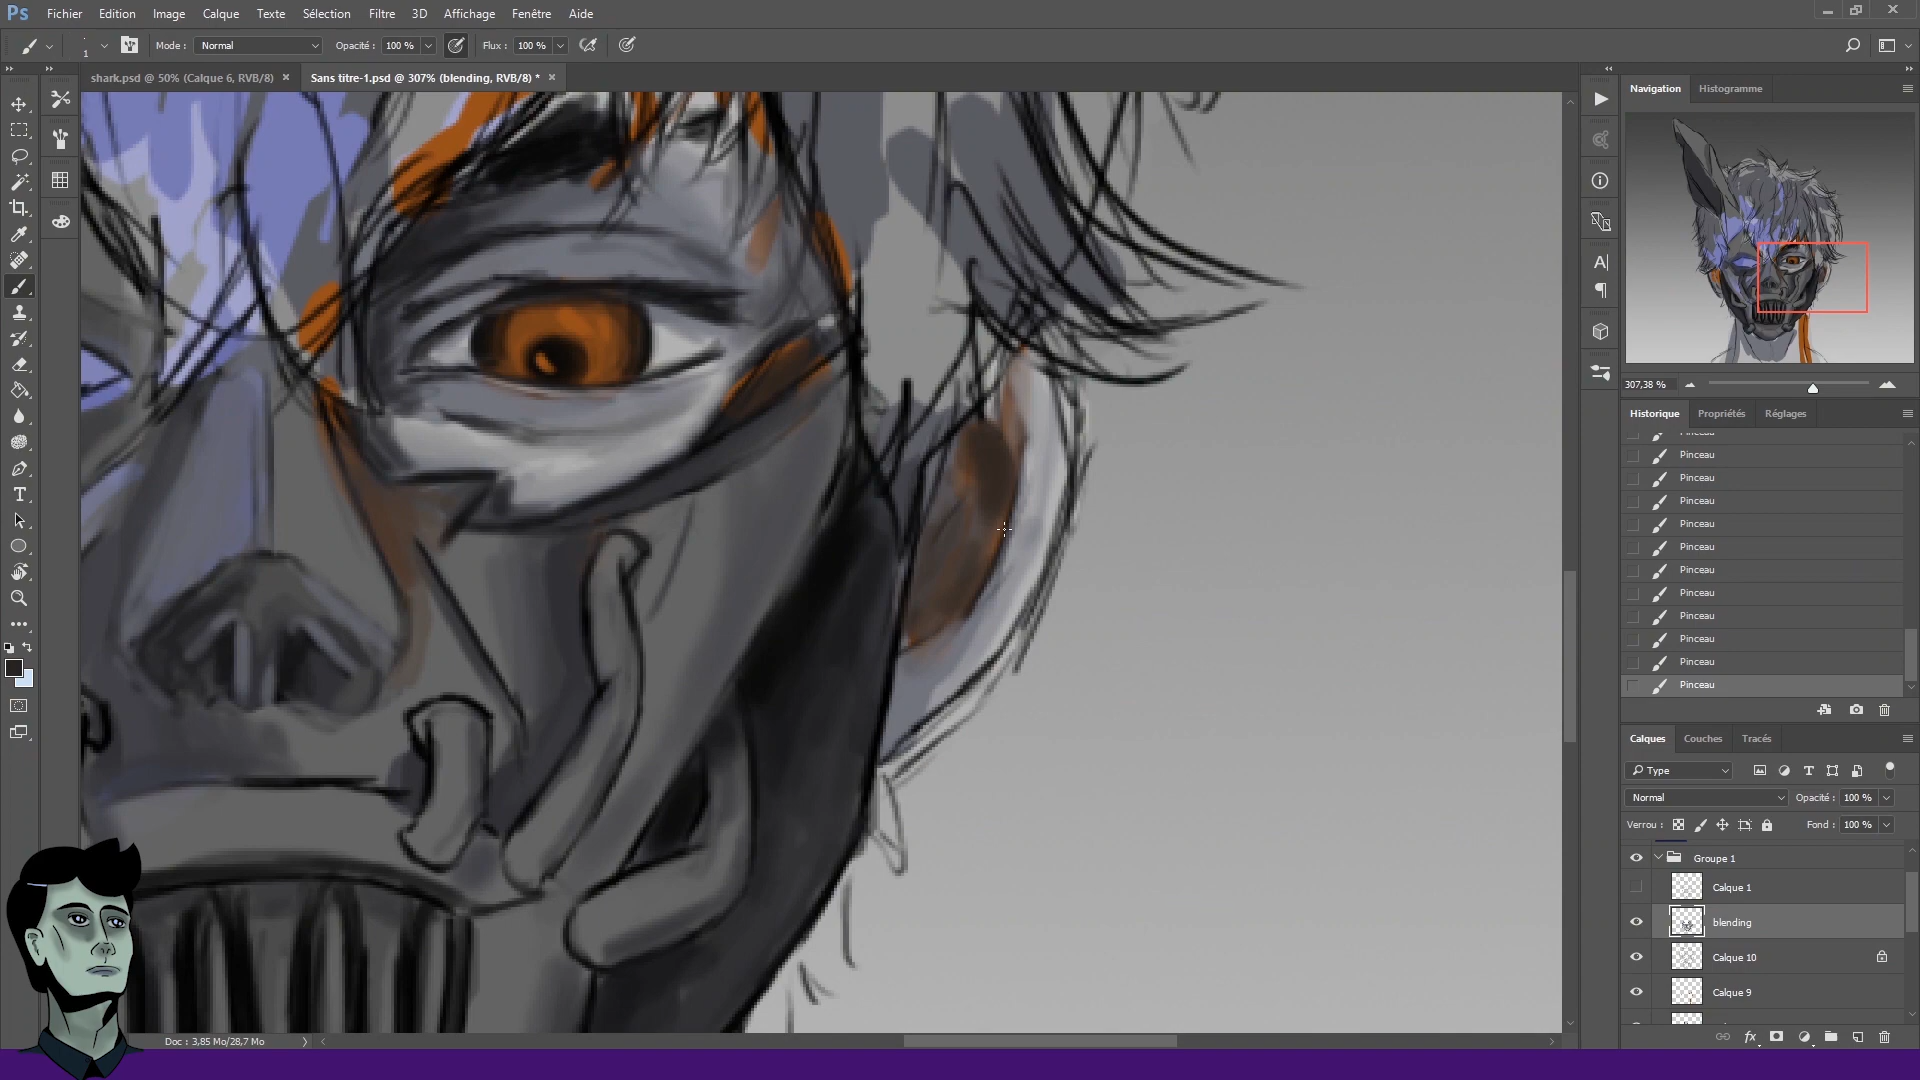 Ps Fichier Edition Image Calque Texte Sélection Filtre 3D Affichage Fenêtre Aide
1 Mode : Normal Opacité : 100 % Flux : 100 %
shark.psd @ 50% (Calque 6, RVB/8) × Sans titre-1.psd @ 307% (blending, RVB/8) * ×
Navigation Histogramme
307,38 %
Historique Propriétés Réglages
Pinceau
Pinceau
Pinceau
Pinceau
Pinceau
Pinceau
Pinceau
Pinceau
Pinceau
Pinceau
Pinceau
Calques Couches Tracés
Type
Normal Opacité : 100 %
Verrou : Fond : 100 %
Groupe 1
Calque 1
blending
Calque 10
Calque 9
Doc : 3,85 Mo/28,7 Mo